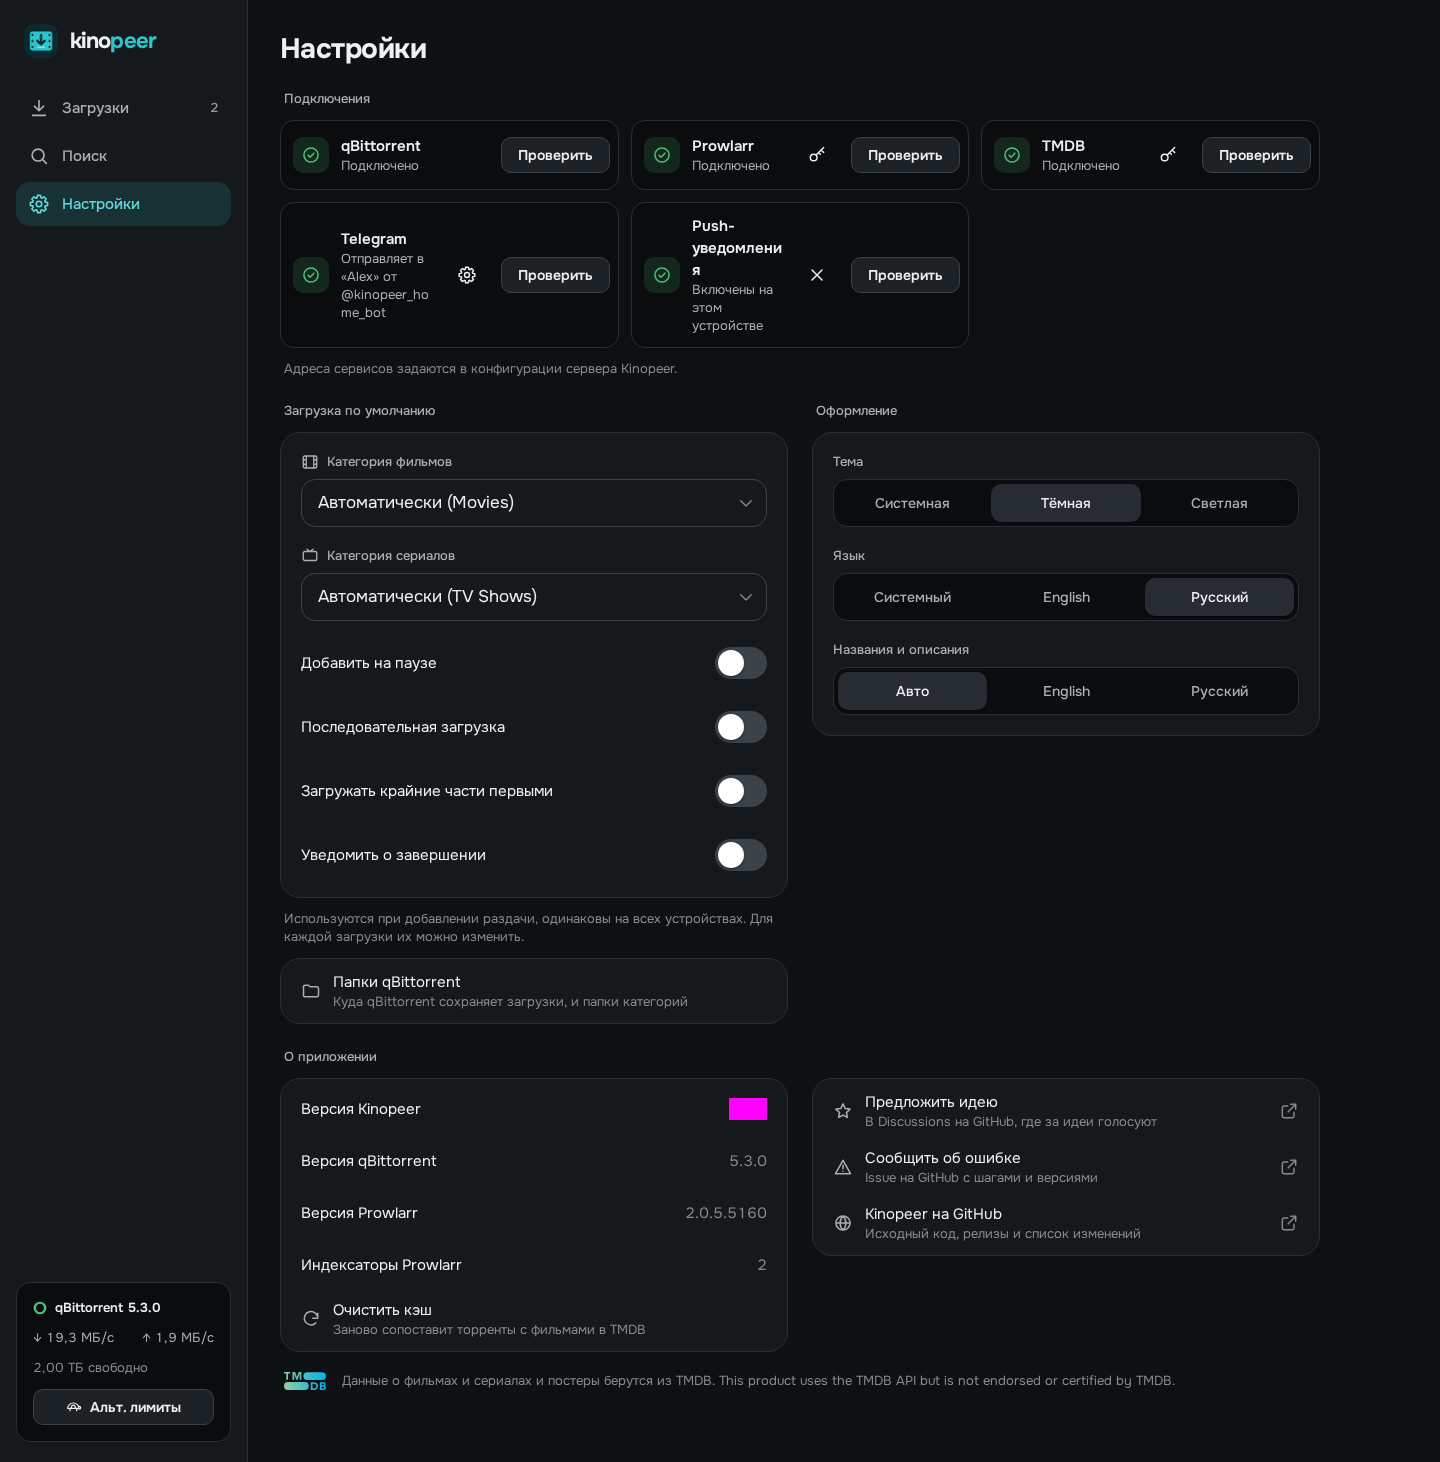 kinopeer
Загрузки 2
Поиск
Настройки
qBittorrent 5.3.0
↓ 19,3 МБ/с ↑ 1,9 МБ/с
2,00 ТБ свободно
Альт. лимиты
Настройки
Подключения
qBittorrent
Подключено
Проверить
Prowlarr
Подключено
Проверить
TMDB
Подключено
Проверить
Telegram
Отправляет в
«Alex» от
@kinopeer_ho
me_bot
Проверить
Push-
уведомлени
я
Включены на
этом
устройстве
Проверить
Адреса сервисов задаются в конфигурации сервера Kinopeer.
Загрузка по умолчанию
Категория фильмов
Автоматически (Movies)
Категория сериалов
Автоматически (TV Shows)
Добавить на паузе
Последовательная загрузка
Загружать крайние части первыми
Уведомить о завершении
Используются при добавлении раздачи, одинаковы на всех устройствах. Для
каждой загрузки их можно изменить.
Папки qBittorrent
Куда qBittorrent сохраняет загрузки, и папки категорий
Оформление
Тема
Системная Тёмная Светлая
Язык
Системный English Русский
Названия и описания
Авто English Русский
О приложении
Версия Kinopeer
Версия qBittorrent 5.3.0
Версия Prowlarr 2.0.5.5160
Индексаторы Prowlarr 2
Очистить кэш
Заново сопоставит торренты с фильмами в TMDB
Предложить идею
В Discussions на GitHub, где за идеи голосуют
Сообщить об ошибке
Issue на GitHub с шагами и версиями
Kinopeer на GitHub
Исходный код, релизы и список изменений
TM
DB
Данные о фильмах и сериалах и постеры берутся из TMDB. This product uses the TMDB API but is not endorsed or certified by TMDB.